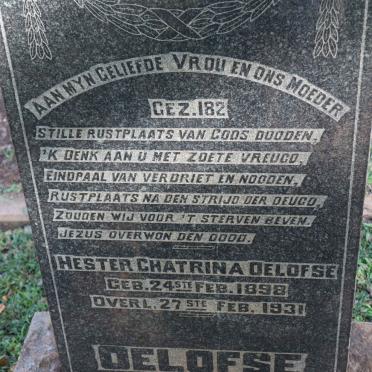 AAN MYN GELIEFDE VROU EN ONS MOEDER
GEZ. 182
STILLE RUSTPLAATS VAN GODS DOODEN,
'K DENK AAN U MET ZOETE VREUGD,
EINDPAAL VAN VERDRIET EN NOODEN,
RUSTPLAATS NA DEN STRIJD DER DEUGD,
ZOUDEN WIJ VOOR 'T STERVEN BEVEN,
JEZUS OVERWON DEN DOOD.
HESTER CHATRINA OELOFSE
GEB. 24STE FEB. 1898
OVERL. 27STE FEB. 1931
OELOFSE